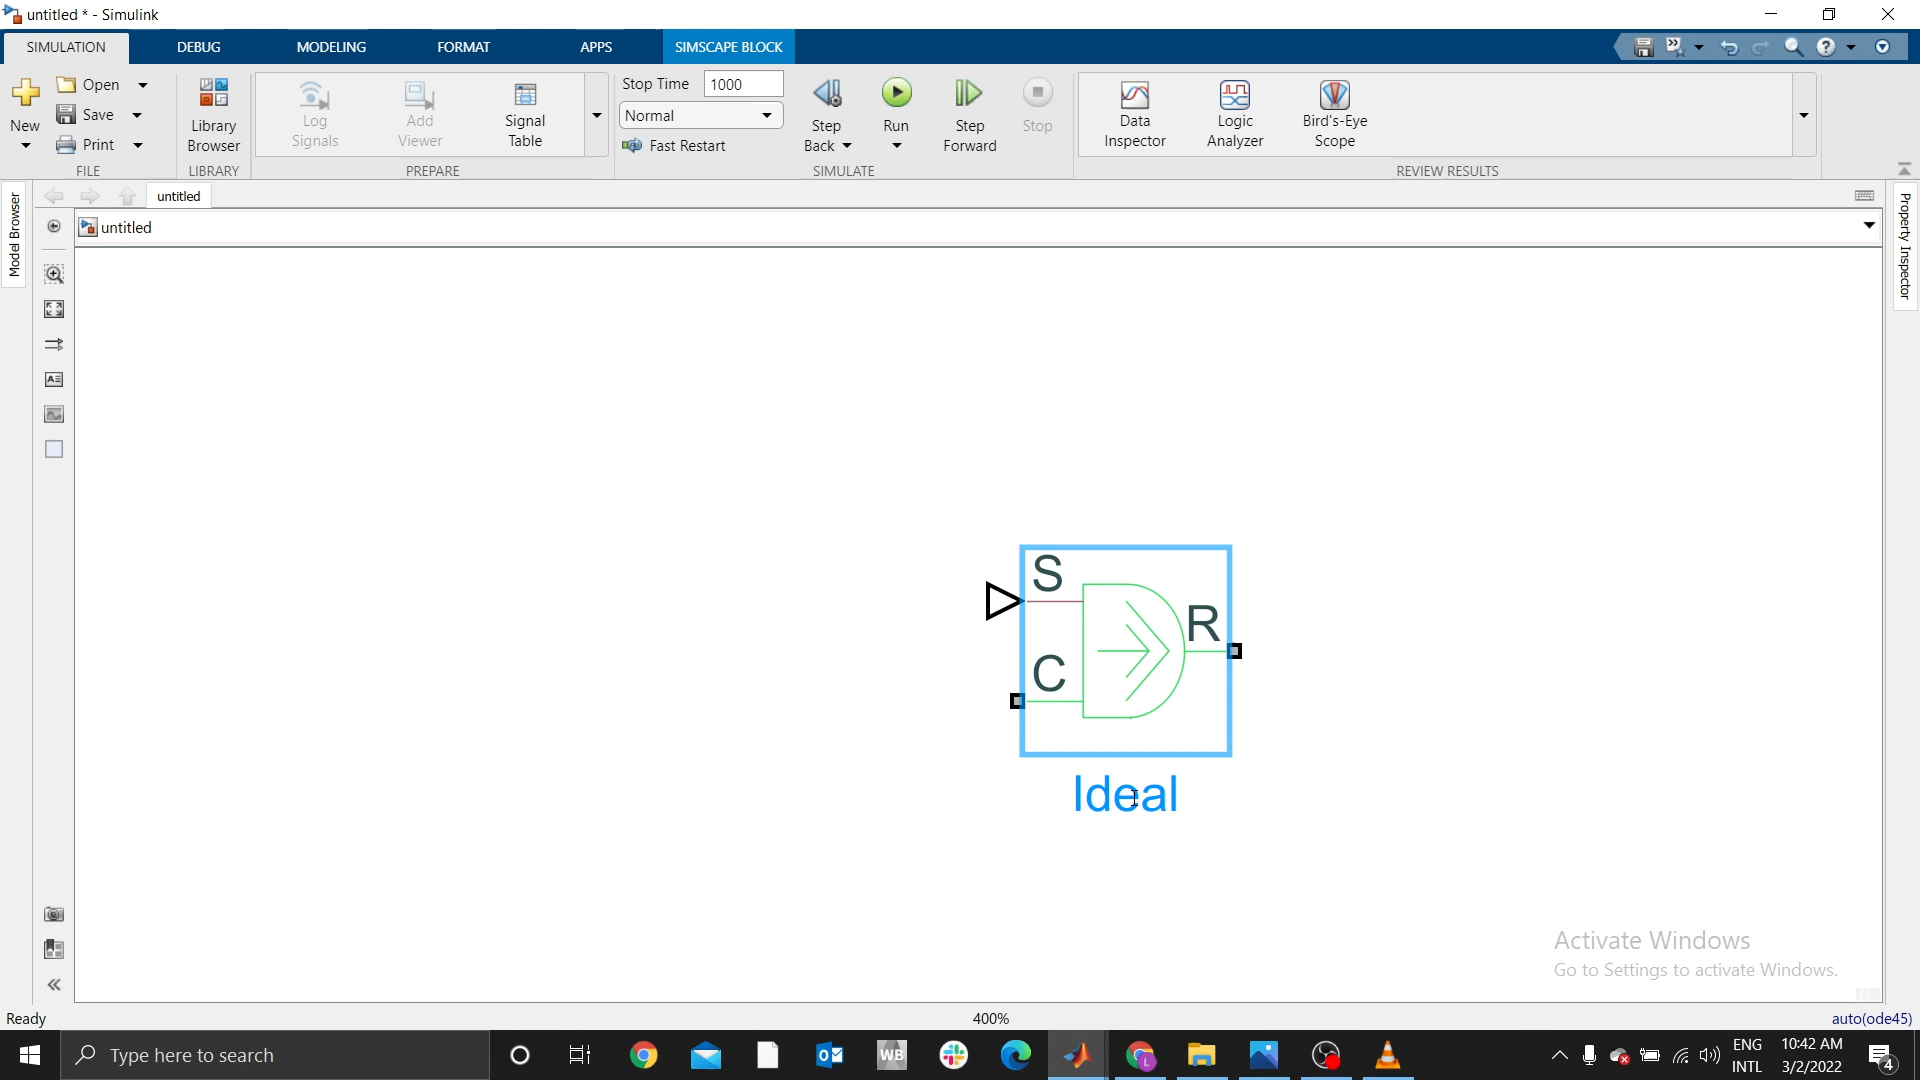 untitled * - Simulink
SIMULATION DEBUG MODELING FORMAT APPS SIMSCAPE BLOCK
New
Open
Save
Print
FILE
Library
Browser
LIBRARY
Log
Signals
Add
Viewer
Signal
Table
PREPARE
Stop Time 1000
Normal
Fast Restart
Step
Back
Run
Step
Forward
Stop
SIMULATE
Data
Inspector
Logic
Analyzer
Bird's-Eye
Scope
REVIEW RESULTS
Model Browser
untitled
untitled
Property Inspector
S
R
C
Ideal
Activate Windows
Go to Settings to activate Windows.
Ready 400% auto(ode45)
Type here to search
WB
ENG
INTL
10:42 AM
3/2/2022
4